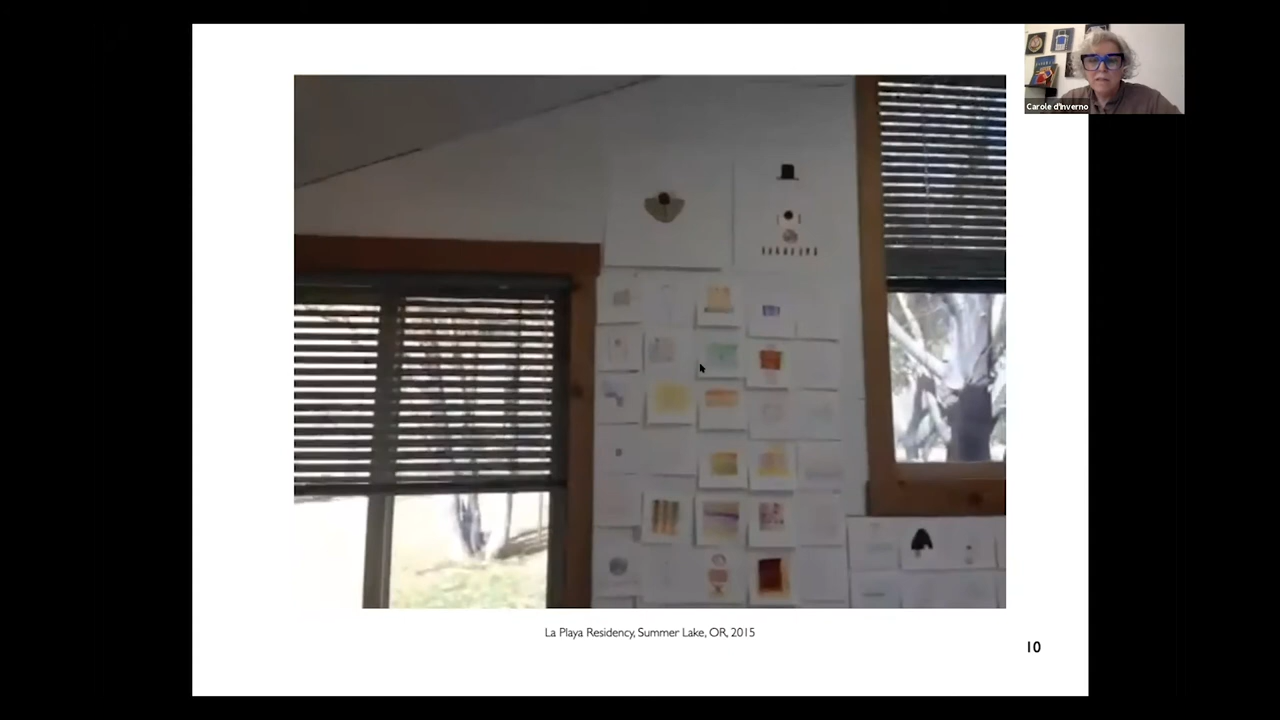 Carole d'Inverno
La Playa Residency, Summer Lake, OR, 2015
10